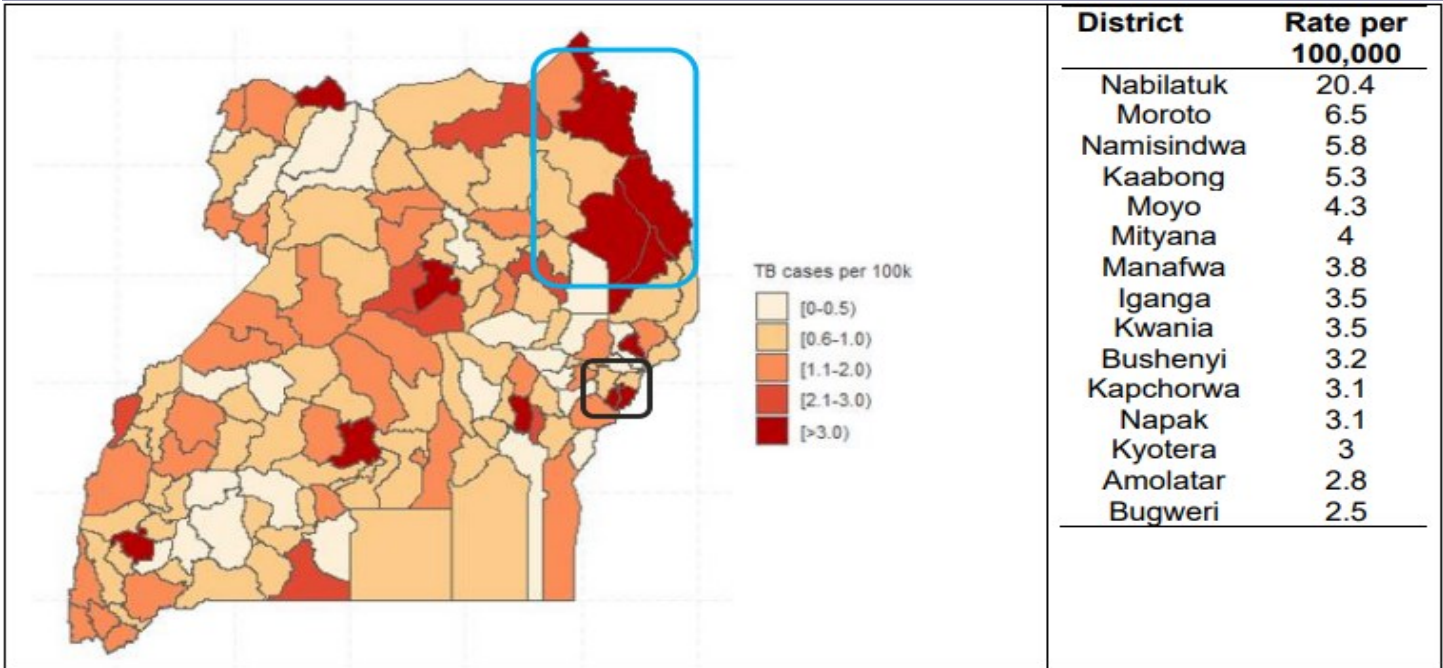 TB cases per 100k
[0-0.5)
[0.6-1.0)
[1.1-2.0)
[2.1-3.0)
[>3.0)
District Rate per
100,000
Nabilatuk 20.4
Moroto 6.5
Namisindwa 5.8
Kaabong 5.3
Moyo 4.3
Mityana 4
Manafwa 3.8
Iganga 3.5
Kwania 3.5
Bushenyi 3.2
Kapchorwa 3.1
Napak 3.1
Kyotera 3
Amolatar 2.8
Bugweri 2.5